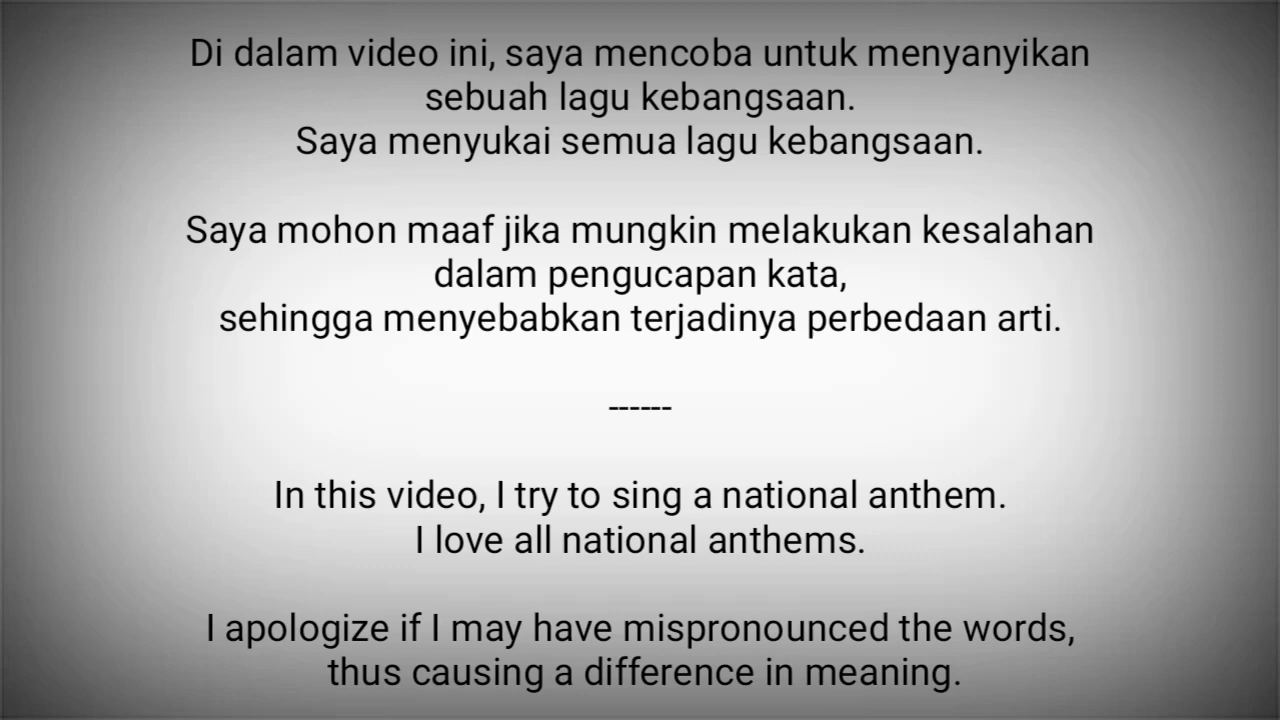 Di dalam video ini, saya mencoba untuk menyanyikan
sebuah lagu kebangsaan.
Saya menyukai semua lagu kebangsaan.
Saya mohon maaf jika mungkin melakukan kesalahan
dalam pengucapan kata,
sehingga menyebabkan terjadinya perbedaan arti.
------
In this video, I try to sing a national anthem.
I love all national anthems.
I apologize if I may have mispronounced the words,
thus causing a difference in meaning.